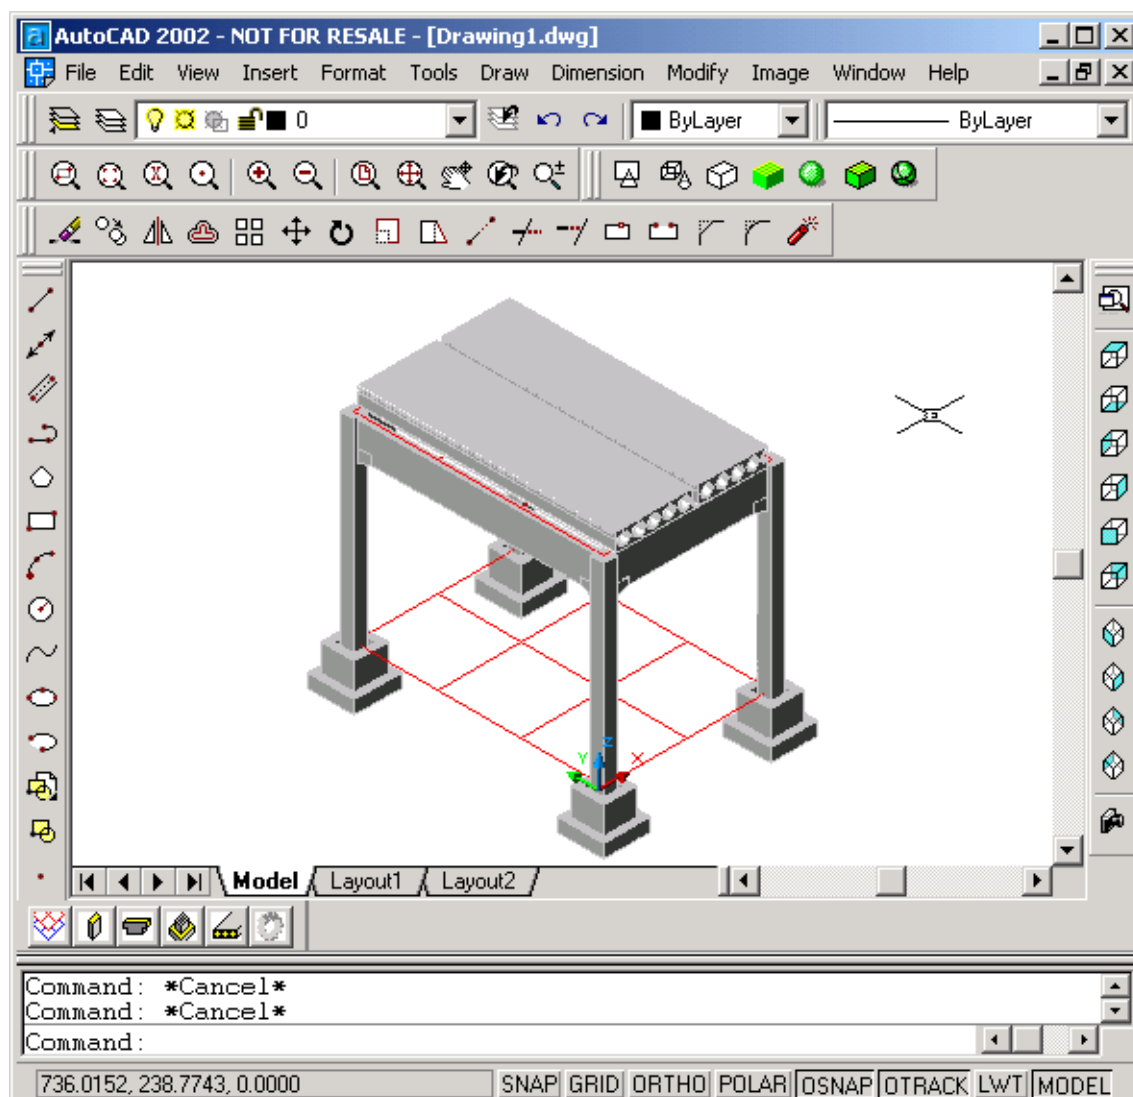 AutoCAD 2002 - NOT FOR RESALE - [Drawing1.dwg]
File Edit View Insert Format Tools Draw Dimension Modify Image Window Help
0 ByLayer ByLayer
Y Z X
Model Layout1 Layout2
Command: *Cancel*
Command: *Cancel*
Command:
736.0152, 238.7743, 0.0000 SNAP GRID ORTHO POLAR OSNAP OTRACK LWT MODEL